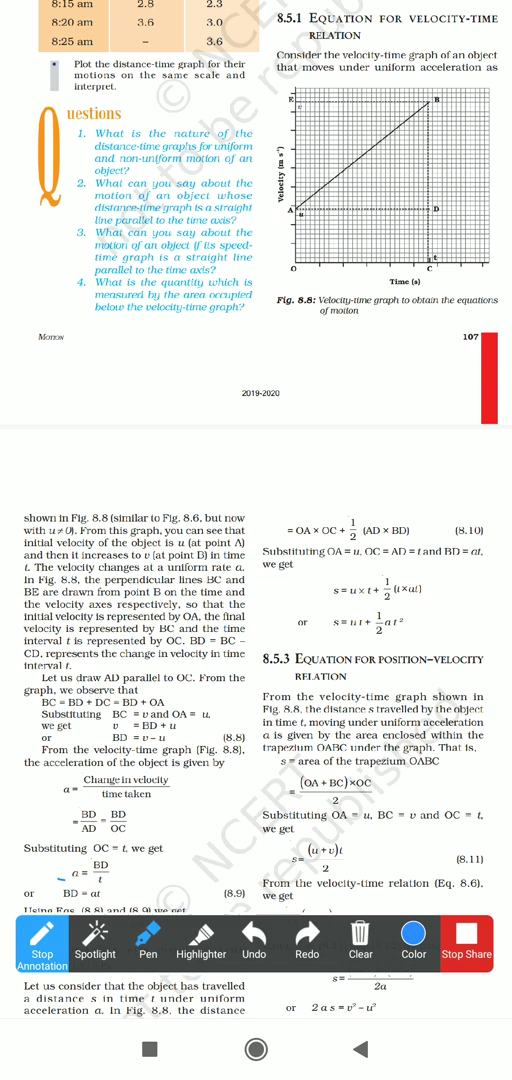 8:15 am 2.8 2.3
8:20 am 3.6 3.0
8:25 am – 3.6
• Plot the distance-time graph for their
motions on the same scale and
interpret.
Questions
1. What is the nature of the
distance-time graphs for uniform
and non-uniform motion of an
object?
2. What can you say about the
motion of an object whose
distance-time graph is a straight
line parallel to the time axis?
3. What can you say about the
motion of an object if its speed-
time graph is a straight line
parallel to the time axis?
4. What is the quantity which is
measured by the area occupied
below the velocity-time graph?
8.5.1 EQUATION FOR VELOCITY-TIME
RELATION
Consider the velocity-time graph of an object
that moves under uniform acceleration as
E
v
B
Velocity (m s⁻¹)
A
u
D
t
O
C
Time (s)
Fig. 8.8: Velocity-time graph to obtain the equations
of motion
MOTION
107
2019-2020
shown in Fig. 8.8 (similar to Fig. 8.6, but now
with u ≠ 0). From this graph, you can see that
initial velocity of the object is u (at point A)
and then it increases to v (at point B) in time
t. The velocity changes at a uniform rate a.
In Fig. 8.8, the perpendicular lines BC and
BE are drawn from point B on the time and
the velocity axes respectively, so that the
initial velocity is represented by OA, the final
velocity is represented by BC and the time
interval t is represented by OC. BD = BC –
CD, represents the change in velocity in time
interval t.
Let us draw AD parallel to OC. From the
graph, we observe that
BC = BD + DC = BD + OA
Substituting BC = v and OA = u,
we get v = BD + u
or BD = v – u (8.8)
From the velocity-time graph (Fig. 8.8),
the acceleration of the object is given by
a = Change in velocity / time taken
= BD / AD = BD / OC
Substituting OC = t, we get
a = BD / t
or BD = at (8.9)
Using Eqs. (8.8) and (8.9) we get
Let us consider that the object has travelled
a distance s in time t under uniform
acceleration a. In Fig. 8.8, the distance
= OA × OC + 1/2 (AD × BD) (8.10)
Substituting OA = u, OC = AD = t and BD = at,
we get
s = u × t + 1/2 (t × at)
or s = u t + 1/2 a t²
8.5.3 EQUATION FOR POSITION–VELOCITY
RELATION
From the velocity-time graph shown in
Fig. 8.8, the distance s travelled by the object
in time t, moving under uniform acceleration
a is given by the area enclosed within the
trapezium OABC under the graph. That is,
s = area of the trapezium OABC
= (OA + BC) × OC / 2
Substituting OA = u, BC = v and OC = t,
we get
s = (u + v) t / 2 (8.11)
From the velocity-time relation (Eq. 8.6),
we get
s = 2a
or 2 a s = v² – u²
© NCERT
not to be republished
© NCERT
to be republished
Stop Annotation
Spotlight
Pen
Highlighter
Undo
Redo
Clear
Color
Stop Share